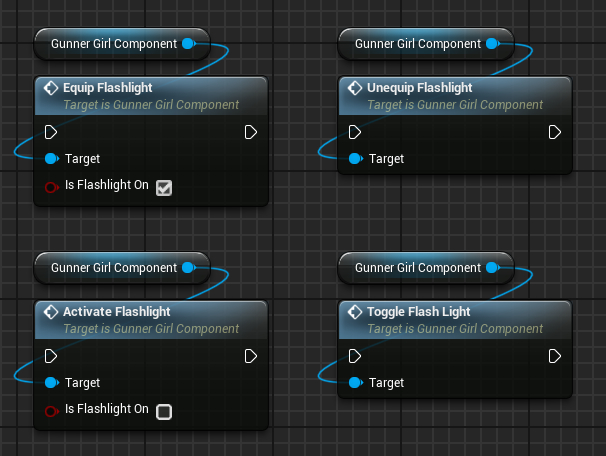 Gunner Girl Component
Equip Flashlight
Target is Gunner Girl Component
Target
Is Flashlight On
Gunner Girl Component
Unequip Flashlight
Target is Gunner Girl Component
Target
Gunner Girl Component
Activate Flashlight
Target is Gunner Girl Component
Target
Is Flashlight On
Gunner Girl Component
Toggle Flash Light
Target is Gunner Girl Component
Target